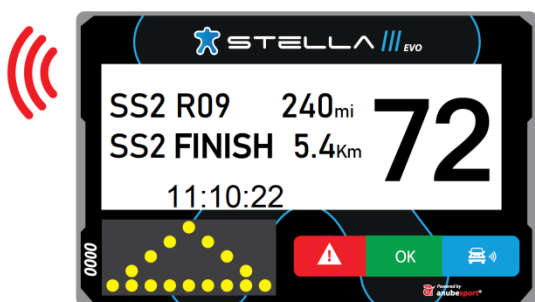 STELLA III EVO
SS2 R09 240mi
72
SS2 FINISH 5.4Km
11:10:22
0000
OK
Powered by
anubesport®